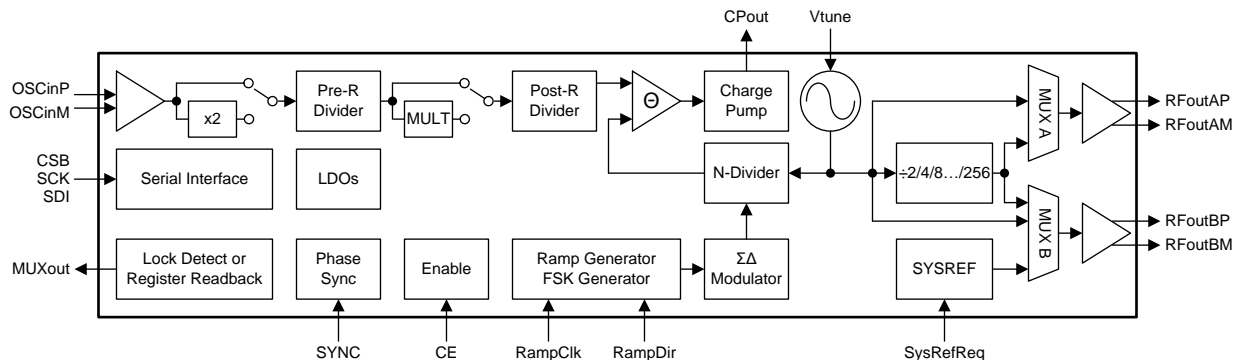 CPout
Vtune
OSCinP
OSCinM
x2
Pre-R
Divider
MULT
Post-R
Divider
Θ
Charge
Pump
MUX A
RFoutAP
RFoutAM
CSB
SCK
SDI
Serial Interface
LDOs
N-Divider
÷2/4/8…/256
MUX B
RFoutBP
RFoutBM
MUXout
Lock Detect or
Register Readback
Phase
Sync
Enable
Ramp Generator
FSK Generator
ΣΔ
Modulator
SYSREF
SYNC
CE
RampClk
RampDir
SysRefReq